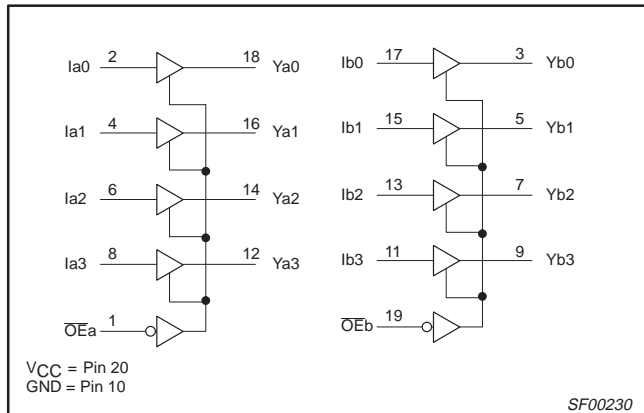 Ia0 2 18 Ya0
Ia1 4 16 Ya1
Ia2 6 14 Ya2
Ia3 8 12 Ya3
O̅E̅a 1
Ib0 17 3 Yb0
Ib1 15 5 Yb1
Ib2 13 7 Yb2
Ib3 11 9 Yb3
O̅E̅b 19
VCC = Pin 20
GND = Pin 10
SF00230